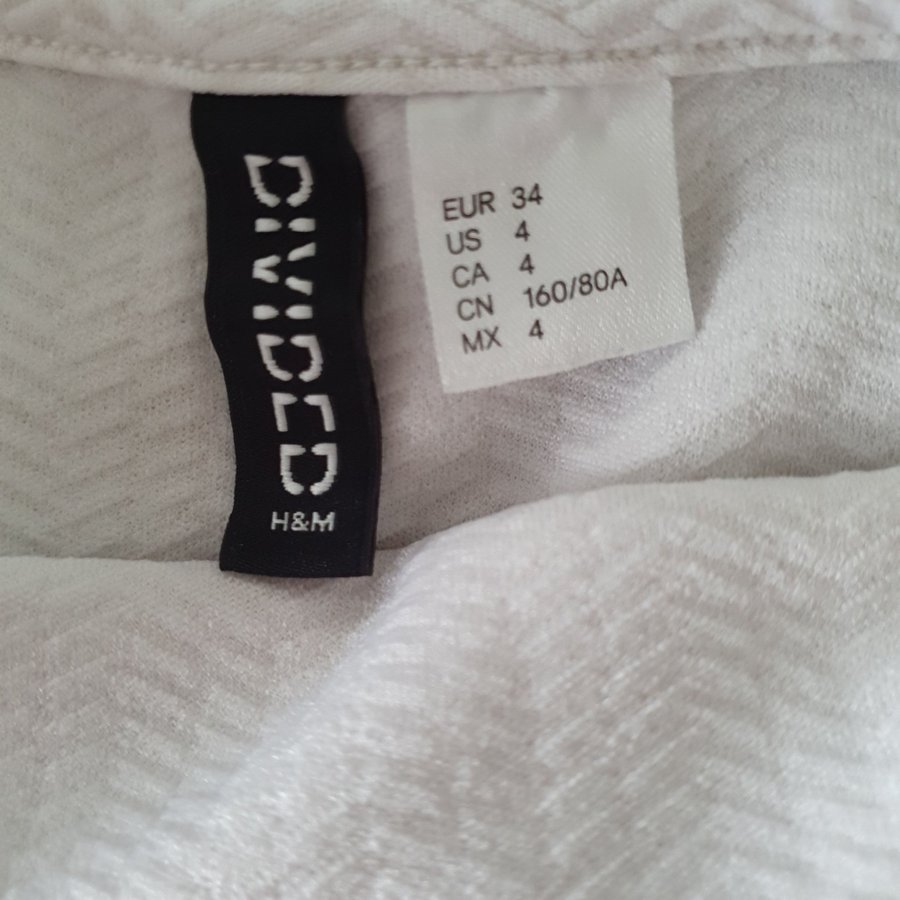 DIVIDED
H&M
EUR 34
US 4
CA 4
CN 160/80A
MX 4